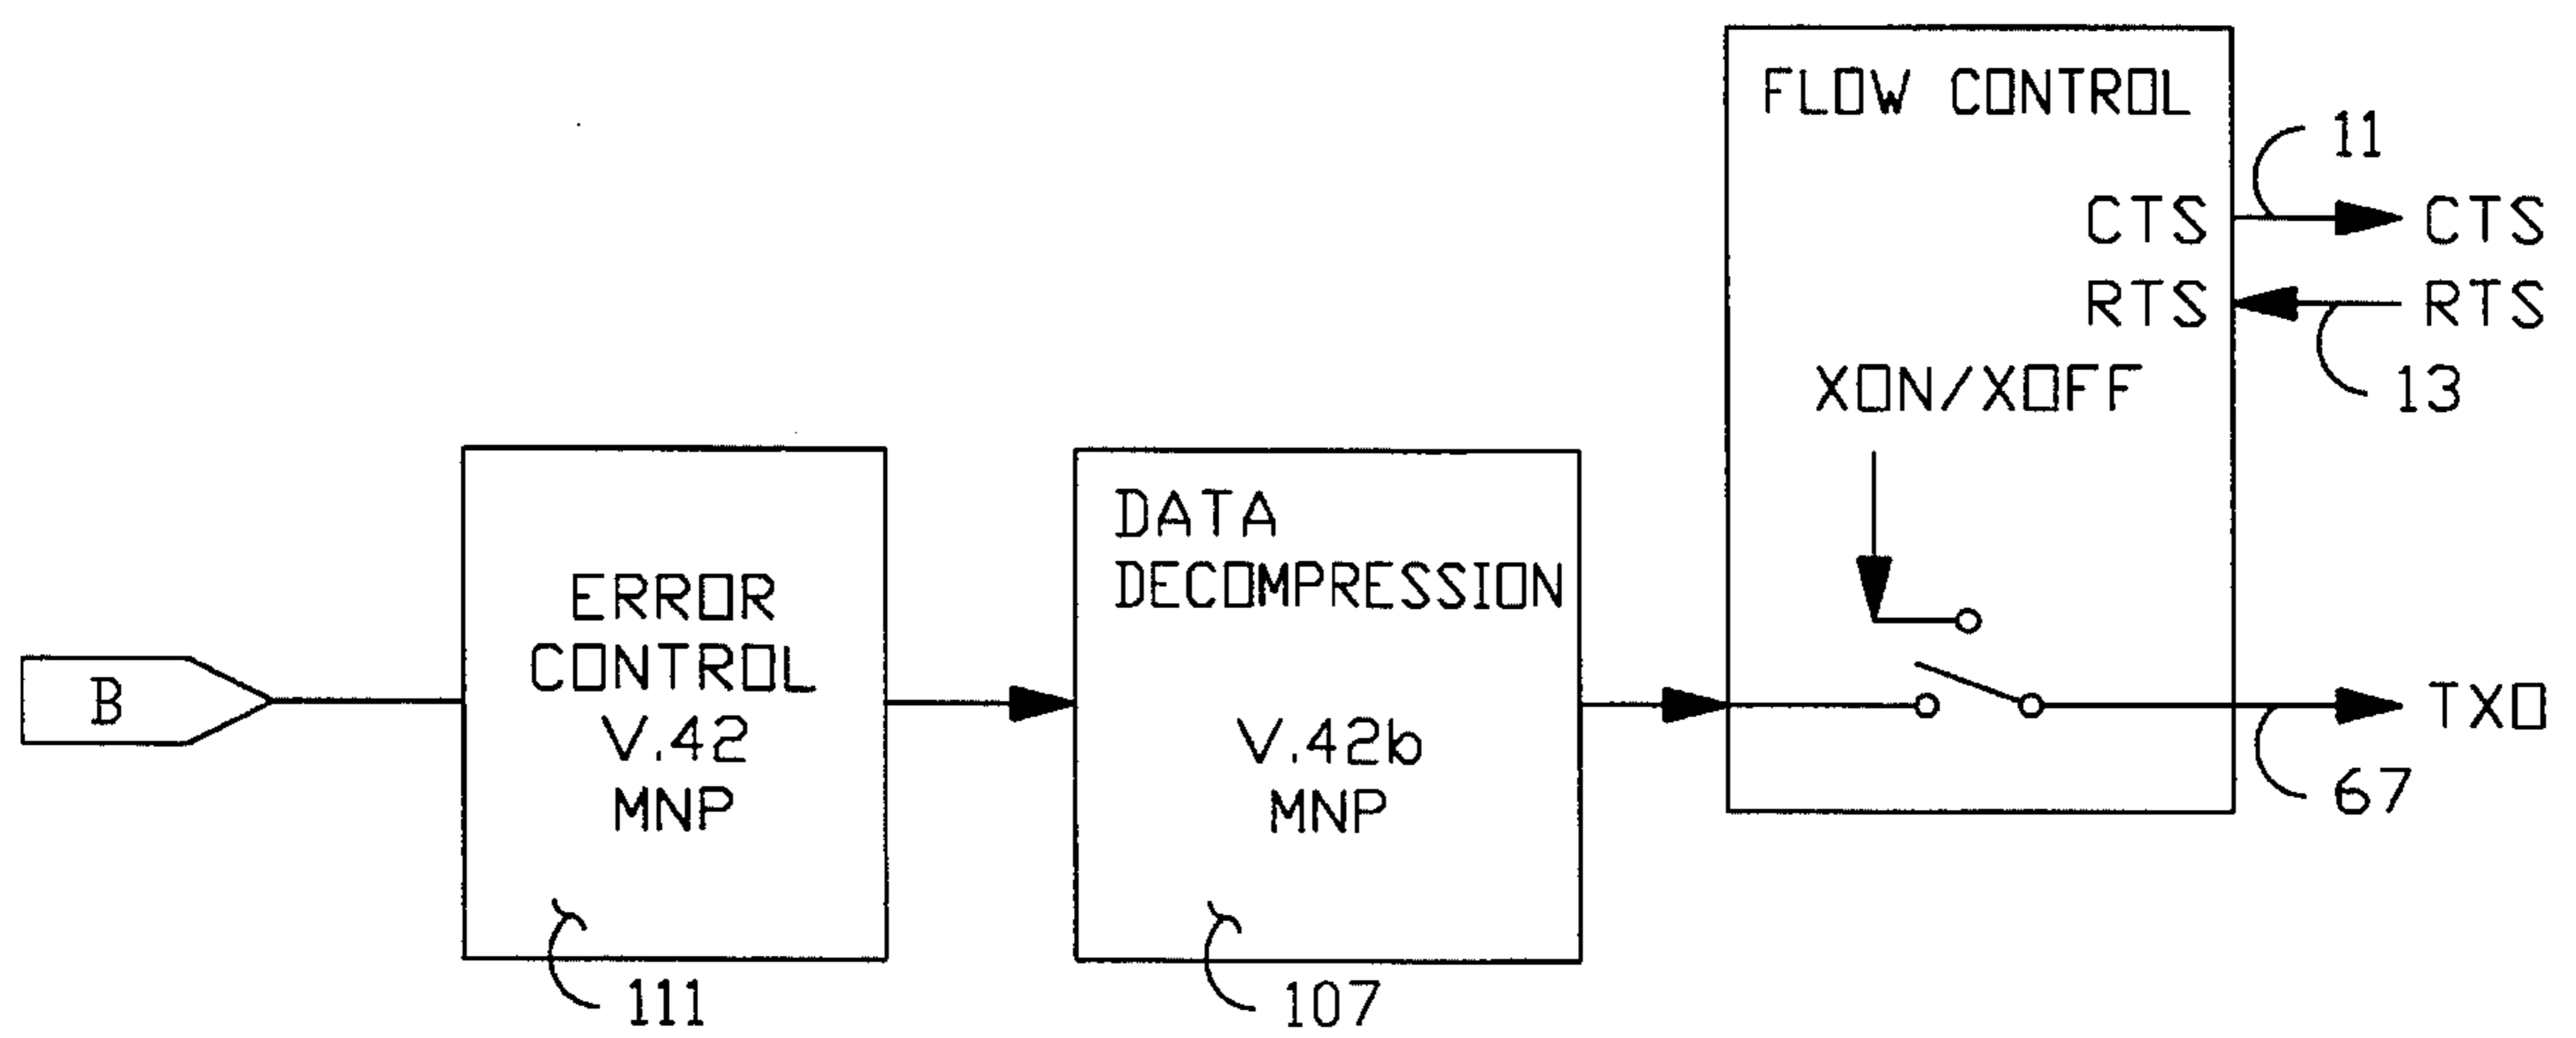 B
ERROR
CONTROL
V.42
MNP
111
DATA
DECOMPRESSION
V.42b
MNP
107
FLOW CONTROL
CTS
RTS
XON/XOFF
11
CTS
RTS
13
TXO
67